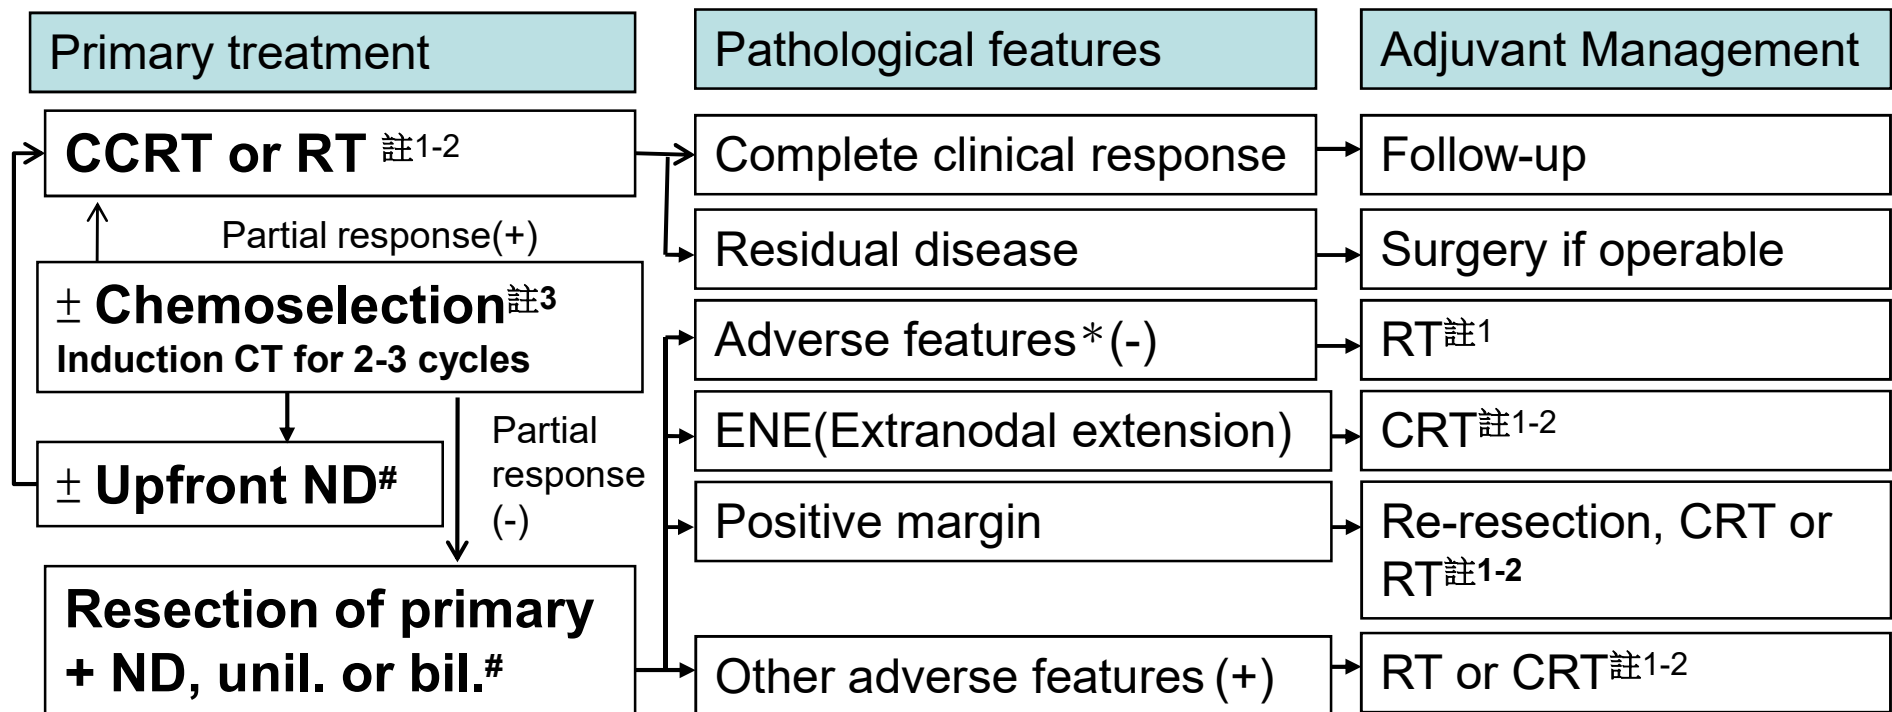 Primary treatment
Pathological features
Adjuvant Management
CCRT or RT 註1-2
Complete clinical response
Follow-up
Partial response(+)
Residual disease
Surgery if operable
± Chemoselection註3
Induction CT for 2-3 cycles
Adverse features*(-)
RT註1
Partial
response
(-)
ENE(Extranodal extension)
CRT註1-2
± Upfront ND#
Positive margin
Re-resection, CRT or
RT註1-2
Resection of primary
+ ND, unil. or bil.#
Other adverse features (+)
RT or CRT註1-2